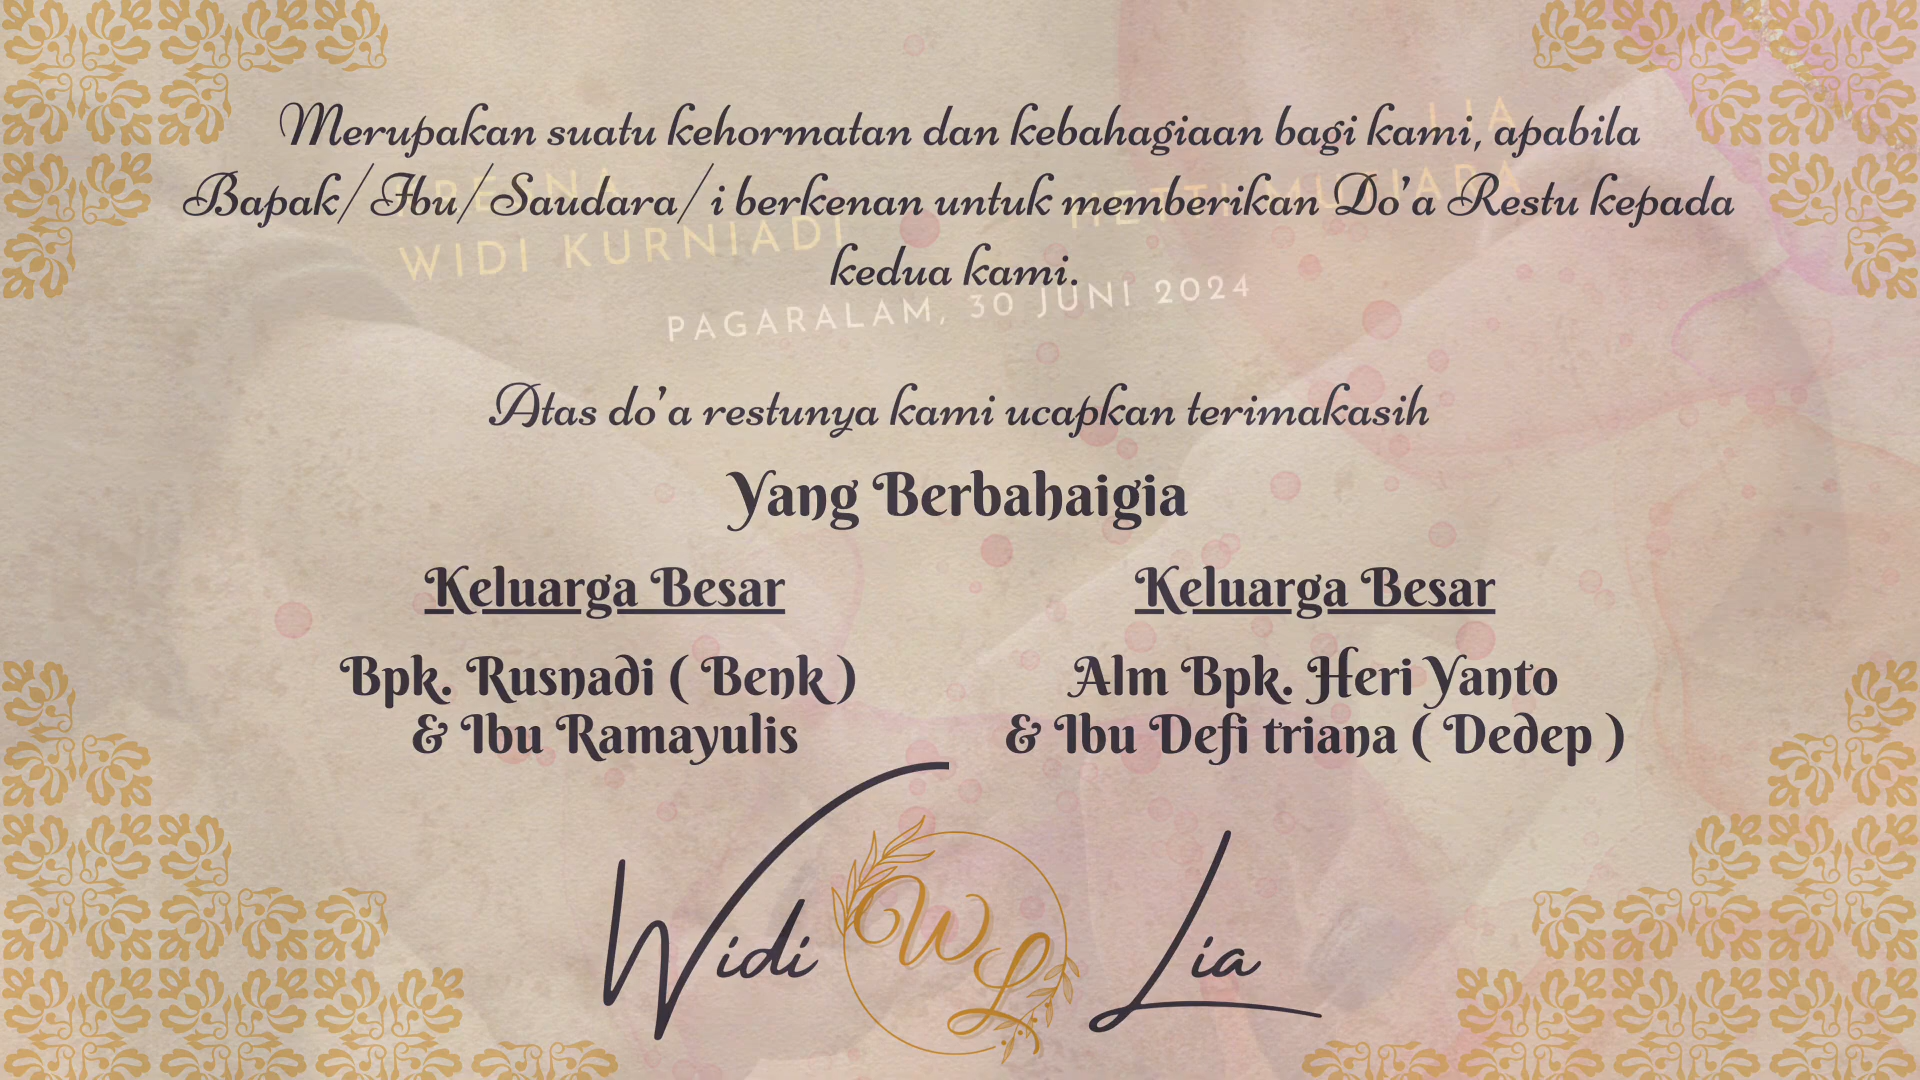 Merupakan suatu kehormatan dan kebahagiaan bagi kami, apabila
Bapak/Ibu/Saudara/i berkenan untuk memberikan Do'a Restu kepada
kedua kami.
LIA
WIDI KURNIADI
PAGARALAM, 30 JUNI 2024
Atas do'a restunya kami ucapkan terimakasih
Yang Berbahaigia
Keluarga Besar
Bpk. Rusnadi ( Benk )
& Ibu Ramayulis
Keluarga Besar
Alm Bpk. Heri Yanto
& Ibu Defi triana ( Dedep )
Widi
WL
Lia